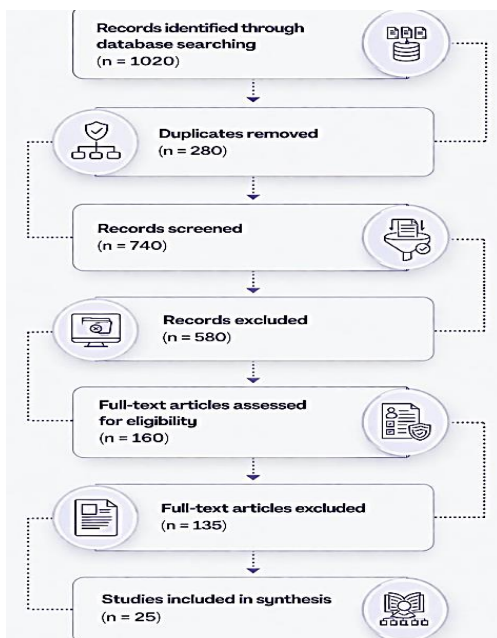 Records identified through
database searching
(n = 1020)
Duplicates removed
(n = 280)
Records screened
(n = 740)
Records excluded
(n = 580)
Full-text articles assessed
for eligibility
(n = 160)
Full-text articles excluded
(n = 135)
Studies included in synthesis
(n = 25)